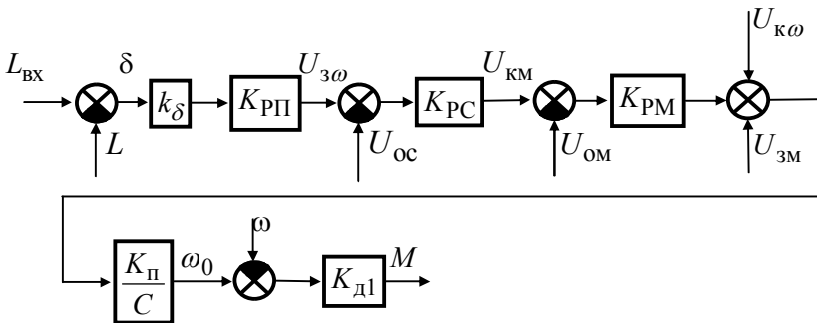 U_кω
L_вх δ U_зω U_км
k_δ K_РП K_РС K_РМ
L U_ос U_ом U_зм
ω
K_п/C ω_0 K_д1 M